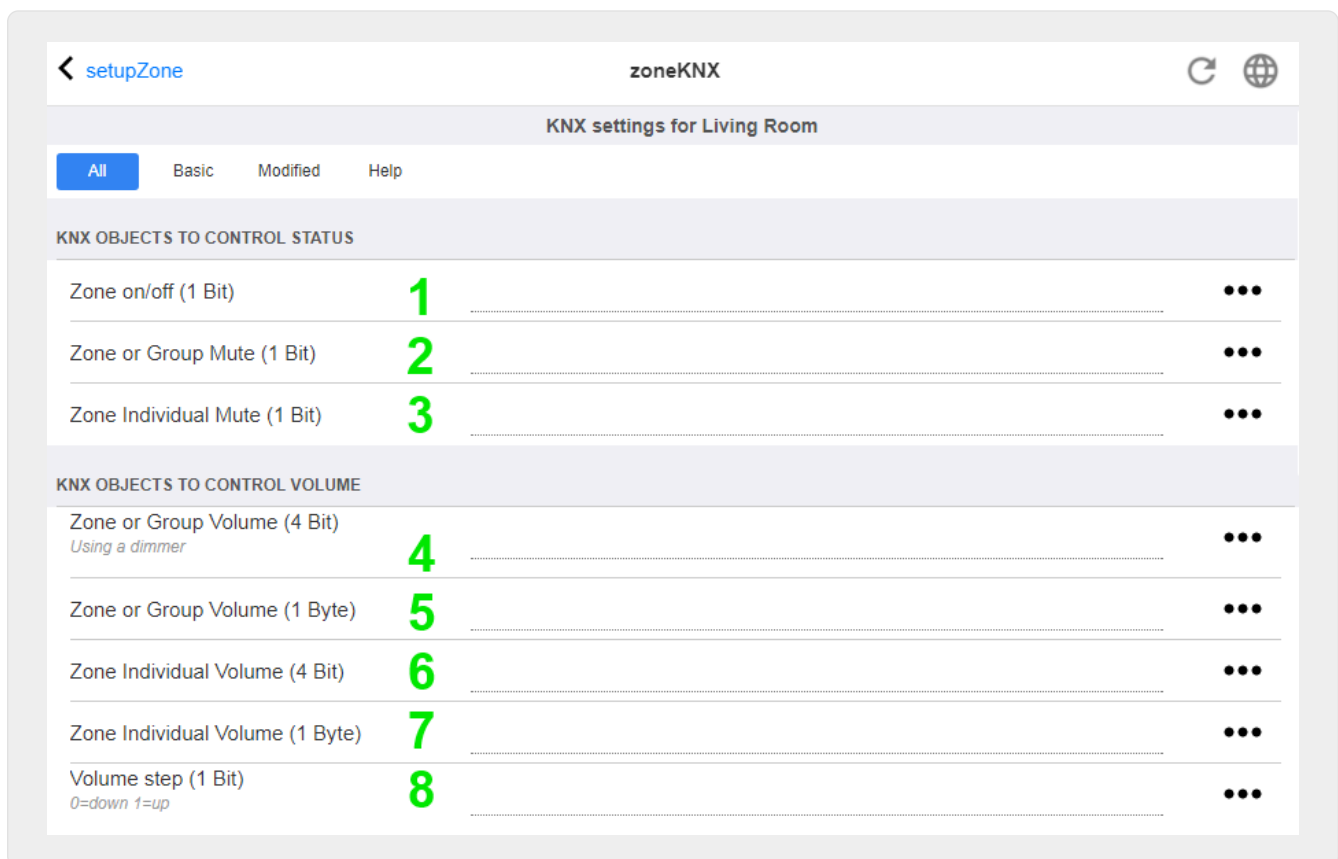 setupZone
zoneKNX
KNX settings for Living Room
All Basic Modified Help
KNX OBJECTS TO CONTROL STATUS
Zone on/off (1 Bit) 1
Zone or Group Mute (1 Bit) 2
Zone Individual Mute (1 Bit) 3
KNX OBJECTS TO CONTROL VOLUME
Zone or Group Volume (4 Bit)
Using a dimmer
4
Zone or Group Volume (1 Byte) 5
Zone Individual Volume (4 Bit) 6
Zone Individual Volume (1 Byte) 7
Volume step (1 Bit)
0=down 1=up
8